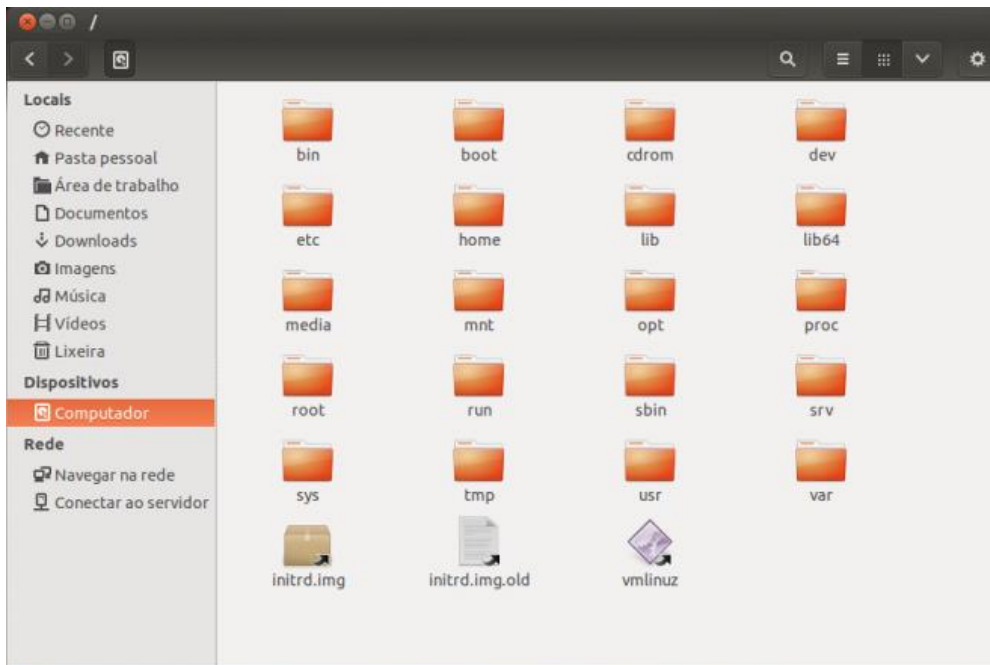 /
Locais
Recente
Pasta pessoal
Área de trabalho
Documentos
Downloads
Imagens
Música
Vídeos
Lixeira
Dispositivos
Computador
Rede
Navegar na rede
Conectar ao servidor
bin boot cdrom dev
etc home lib lib64
media mnt opt proc
root run sbin srv
sys tmp usr var
initrd.img initrd.img.old vmlinuz